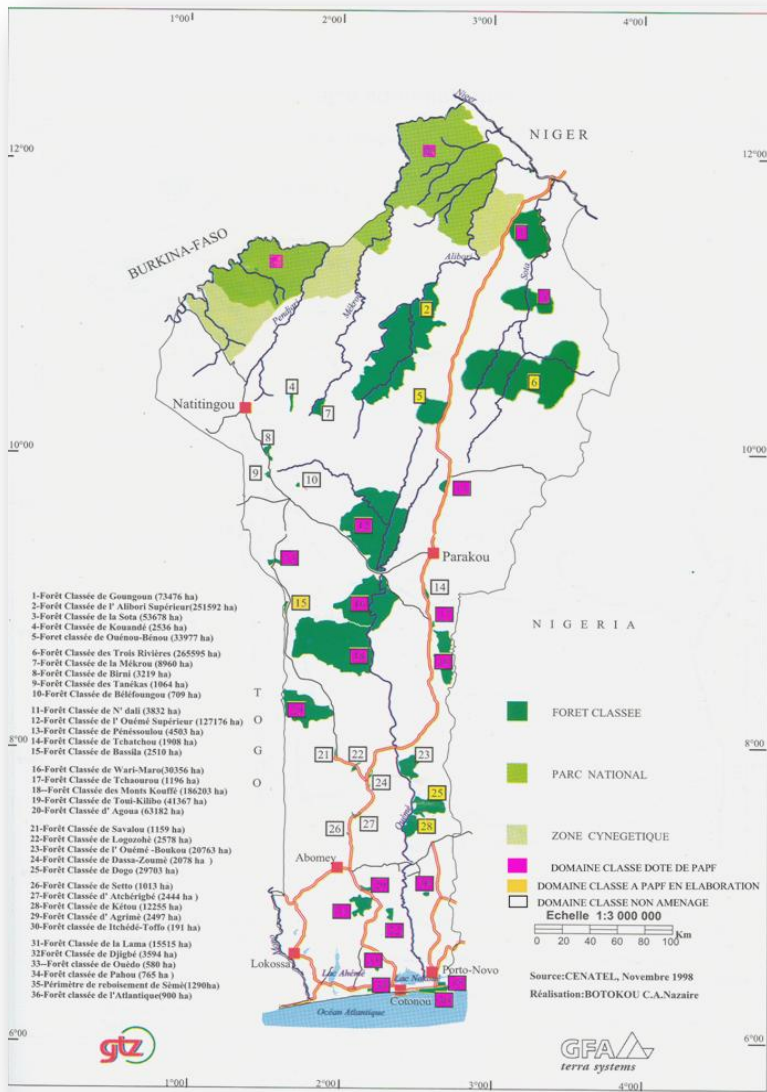 1°00 2°00 3°00 4°00
Niger
NIGER
12°00 12°00
BURKINA-FASO
Alibori
Sota
Pendjari
Mékrou
2
6
4
5
7
Natitingou
8
10°00 10°00
9
10
Parakou
14
15
NIGERIA
1-Forêt Classée de Goungoun (73476 ha)
2-Forêt Classée de l' Alibori Supérieur(251592 ha)
3-Forêt Classée de la Sota (53678 ha)
4-Forêt Classée de Kouandé (2536 ha)
5-Foret classée de Ouénou-Bénou (33977 ha)
6-Forêt Classée des Trois Rivières (265595 ha)
7-Forêt Classée de la Mékrou (8960 ha)
8-Forêt Classée de Birni (3219 ha)
9-Forêt Classée des Tanékas (1064 ha)
10-Forêt Classée de Béléfoungou (709 ha)
11-Forêt Classée de N' dali (3832 ha)
12-Forêt Classée de l' Ouémé Supérieur (127176 ha)
13-Forêt Classée de Pénéssoulou (4503 ha)
14-Forêt Classée de Tchatchou (1908 ha)
15-Forêt Classée de Bassila (2510 ha)
16-Forêt Classée de Wari-Maro(30356 ha)
17-Forêt Classée de Tchaourou (1196 ha)
18--Forêt Classée des Monts Kouffé (186203 ha)
19-Forêt Classée de Toui-Kilibo (41367 ha)
20-Forêt Classée d' Agoua (63182 ha)
21-Forêt Classée de Savalou (1159 ha)
22-Forêt Classée de Logozohè (2578 ha)
23-Forêt Classée de l' Ouémé -Boukou (20763 ha)
24-Forêt Classée de Dassa-Zoumè (2078 ha )
25-Forêt Classée de Dogo (29703 ha)
26-Forêt Classée de Setto (1013 ha)
27-Forêt Classée d' Atchérigbé (2444 ha )
28-Forêt Classée de Kétou (12255 ha)
29-Forêt Classée d' Agrimé (2497 ha)
30-Forêt classée de Itchédè-Toffo (191 ha)
31-Forêt Classée de la Lama (15515 ha)
32Forêt Classée de Djigbé (3594 ha)
33--Forêt Classée de Ouèdo (580 ha)
34-Forêt Classée de Pahou (765 ha )
35-Périmètre de reboisement de Sèmè(1290ha)
36-Forêt classée de l'Atlantique(900 ha)
TOGO
8°00 8°00
21 22 23
24
25
26 27 28
Ouémé
Abomey
Mono
Lokossa
Lac Ahémé
Porto-Novo
Cotonou
Océan Atlantique
6°00 6°00
FORET CLASSEE
PARC NATIONAL
ZONE CYNEGETIQUE
DOMAINE CLASSE DOTE DE PAPF
DOMAINE CLASSE A PAPF EN ELABORATION
DOMAINE CLASSE NON AMENAGE
Echelle 1:3 000 000
0 20 40 60 80 100
Km
Source:CENATEL, Novembre 1998
Réalisation:BOTOKOU C.A.Nazaire
gtz
GFA
terra systems
1°00 2°00 3°00 4°00